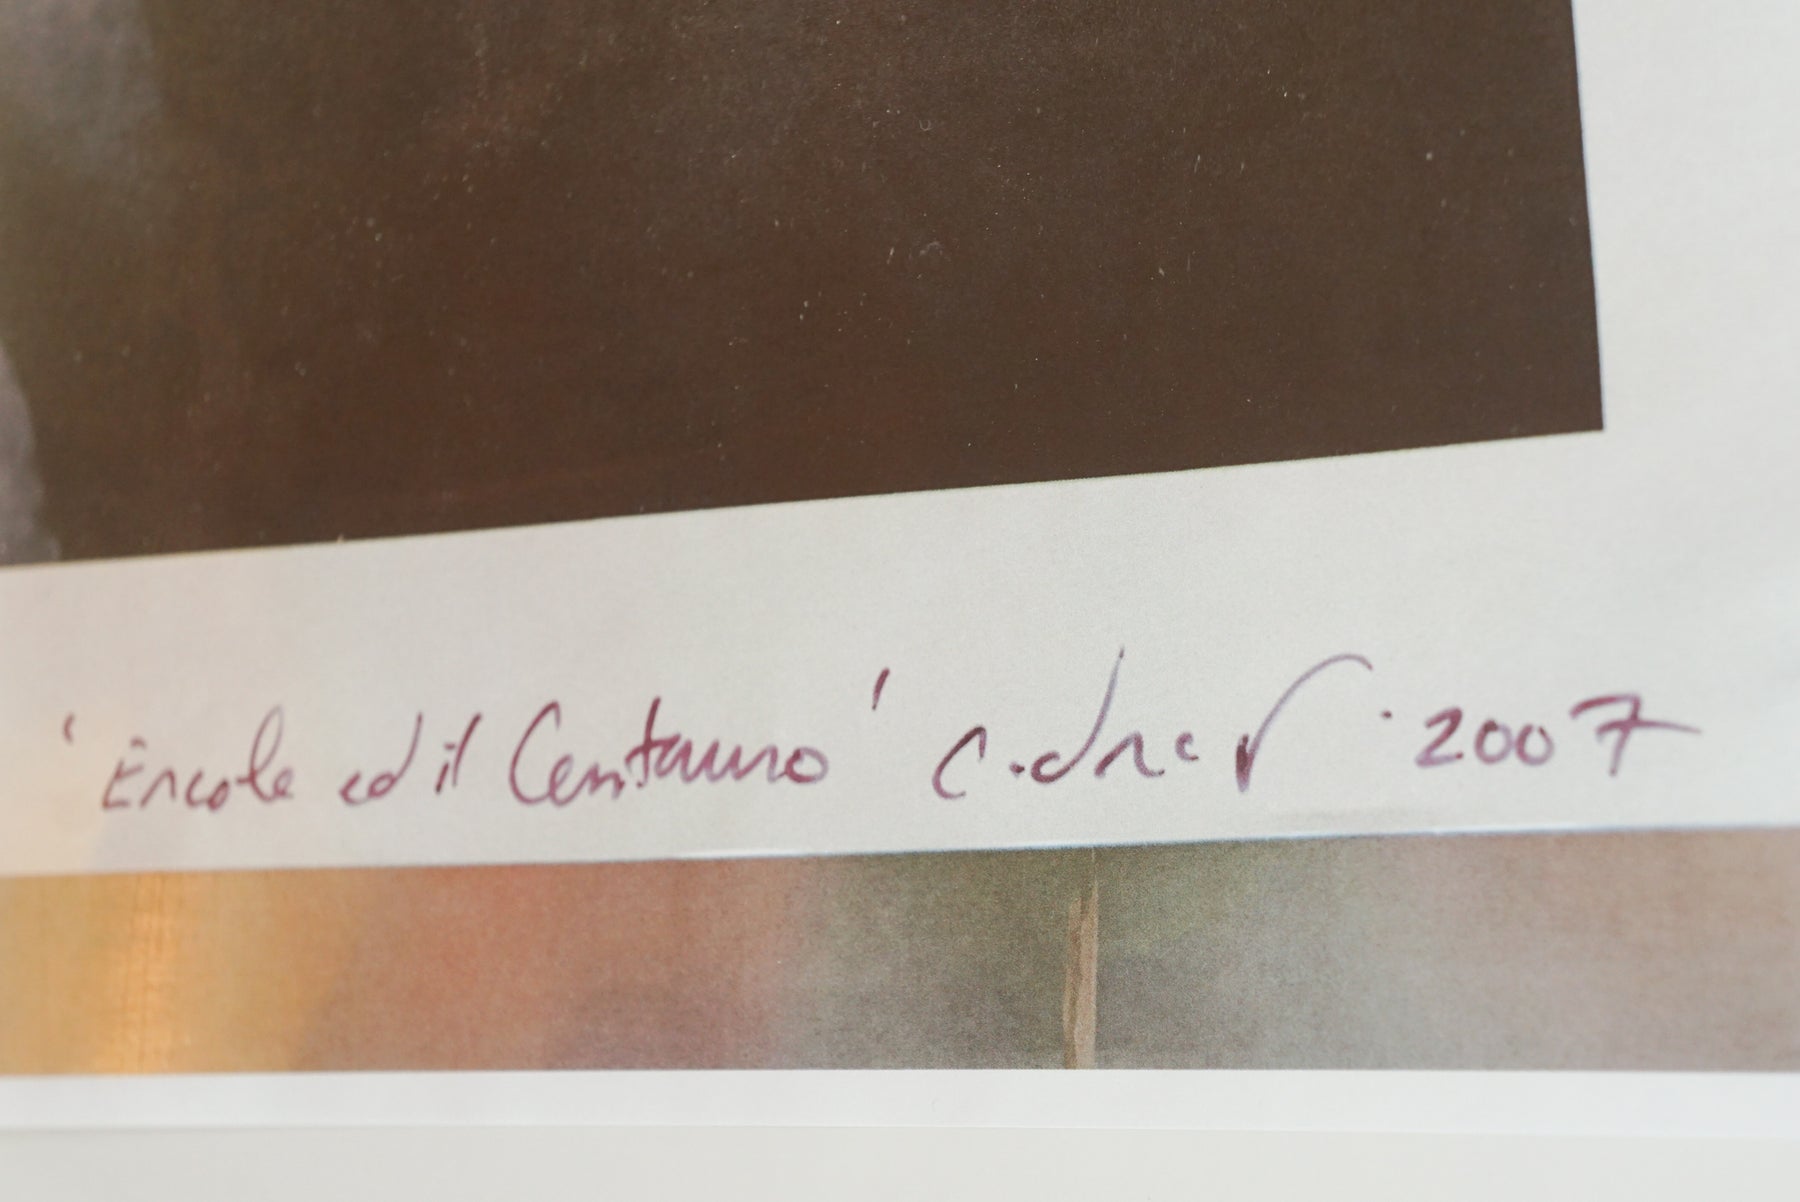 'Ercole ed il Centauro' 2007